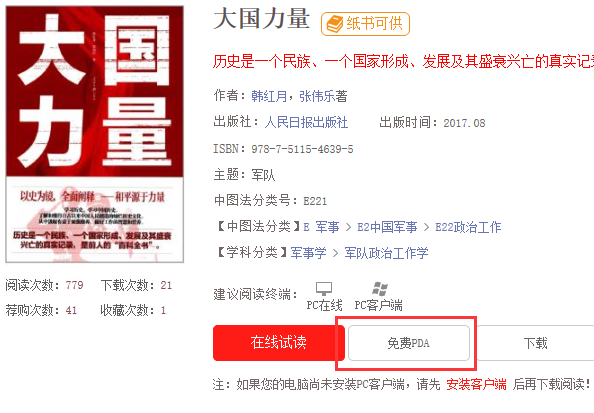 大国力量
纸书可供
历史是一个民族、一个国家形成、发展及其盛衰兴亡的真实记
作者：韩红月，张伟乐著
出版社：人民日报出版社 出版时间：2017.08
ISBN：978-7-5115-4639-5
主题：军队
中图法分类号：E221
【中图法分类】E 军事 > E2中国军事 > E22政治工作
【学科分类】军事学 > 军队政治工作学
建议阅读终端：
PC在线 PC客户端
在线试读 免费PDA 下载
注：如果您的电脑尚未安装PC客户端，请先 安装客户端 后再下载阅读！
大国
力量
以史为镜，全面阐释——和平源于力量
历史是一个民族、一个国家形成、发展及其盛衰
兴亡的真实记录，是前人的“百科全书”。
阅读次数：779 下载次数：21
荐购次数：41 收藏次数：1